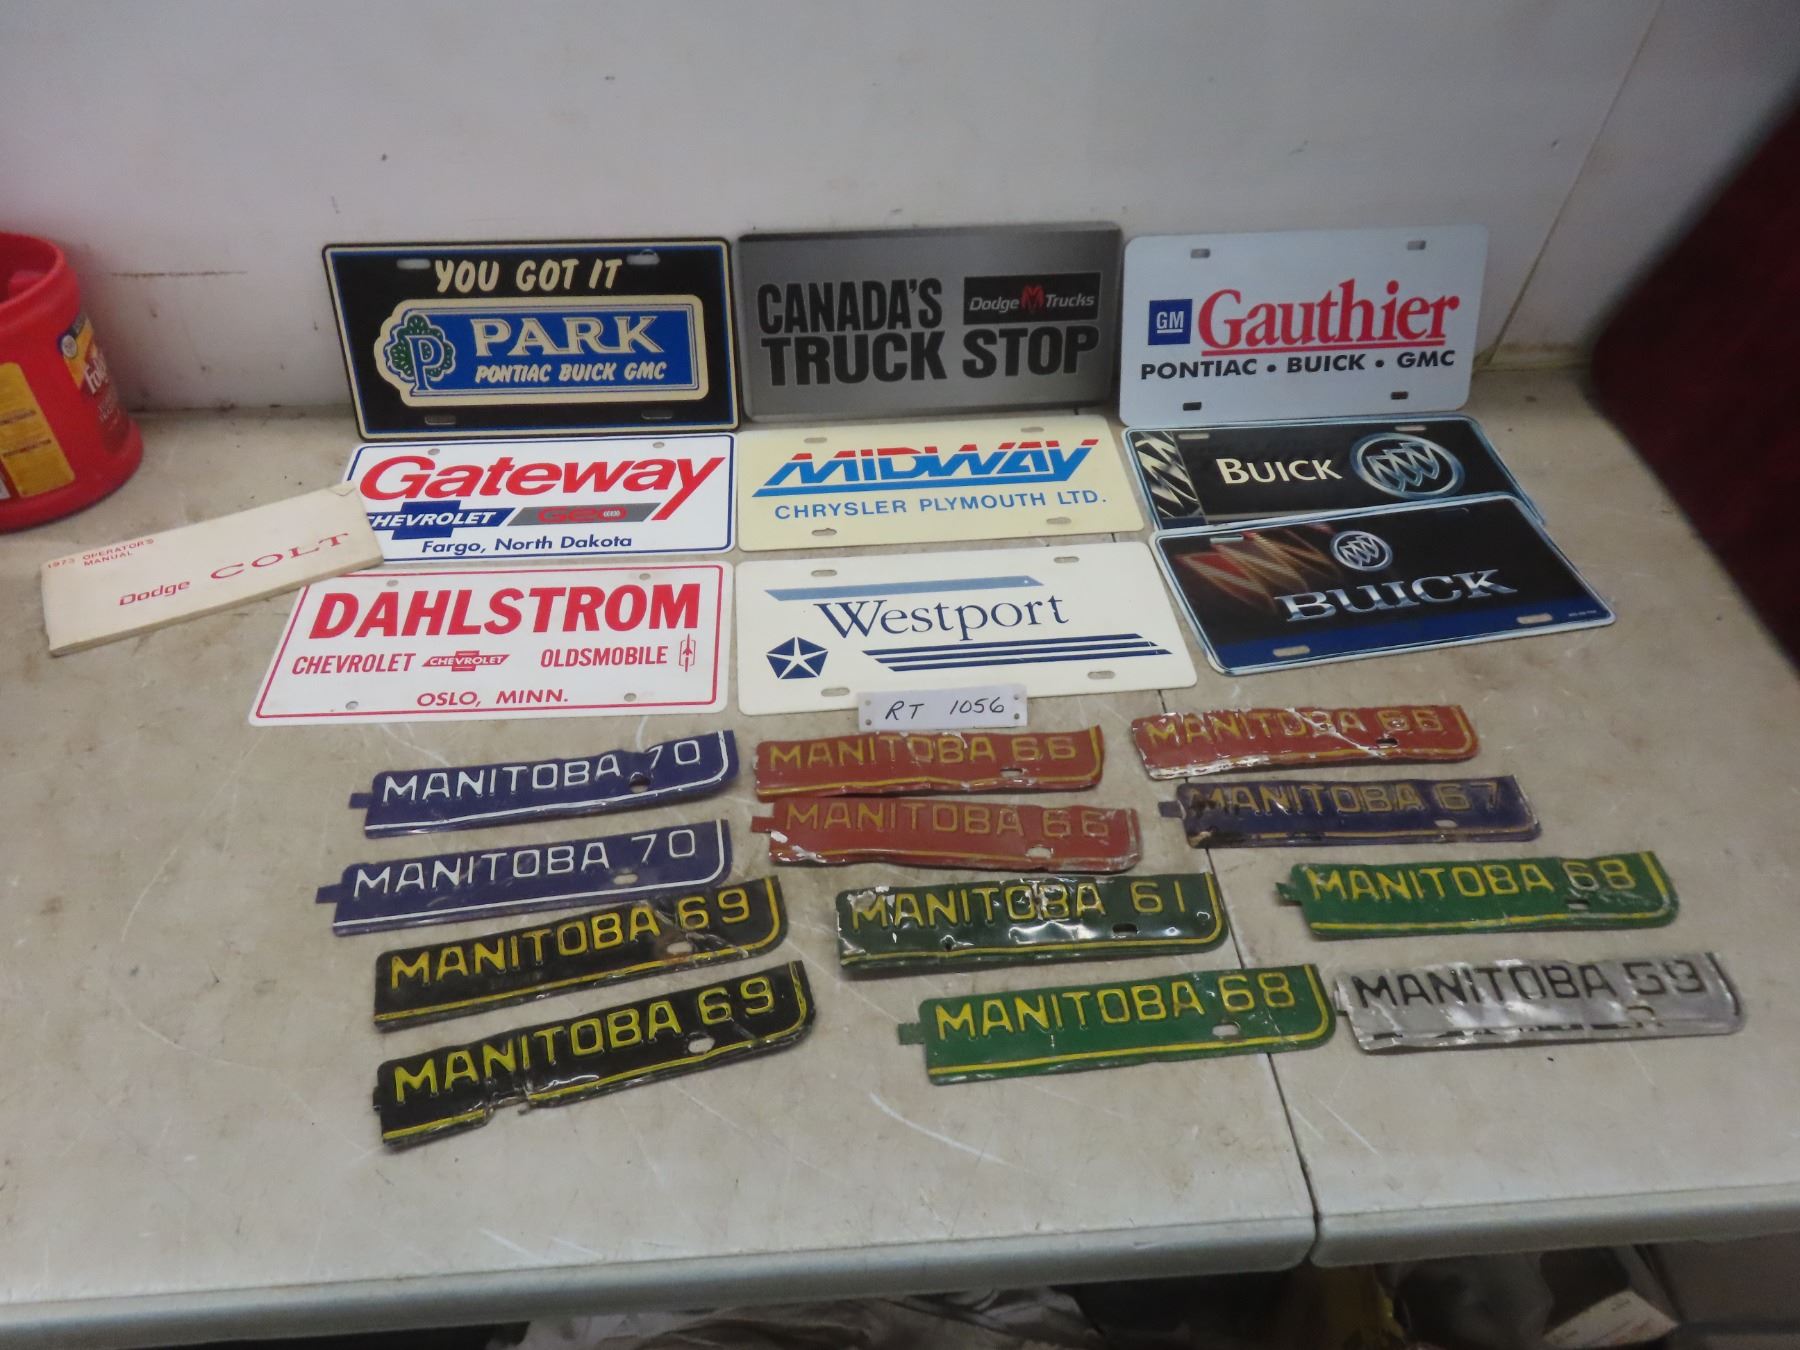 YOU GOT IT
P PARK
PONTIAC BUICK GMC
CANADA'S
Dodge Trucks
TRUCK STOP
GM Gauthier
PONTIAC • BUICK • GMC
Gateway
CHEVROLET Geo
Fargo, North Dakota
MIDWAY
CHRYSLER PLYMOUTH LTD.
BUICK
BUICK
1973 OPERATOR'S
MANUAL
Dodge COLT
DAHLSTROM
CHEVROLET CHEVROLET OLDSMOBILE
OSLO, MINN.
Westport
RT 1056
MANITOBA 70
MANITOBA 66
MANITOBA 66
MANITOBA 70
MANITOBA 66
MANITOBA 67
MANITOBA 69
MANITOBA 61
MANITOBA 68
MANITOBA 69
MANITOBA 68
MANITOBA 59